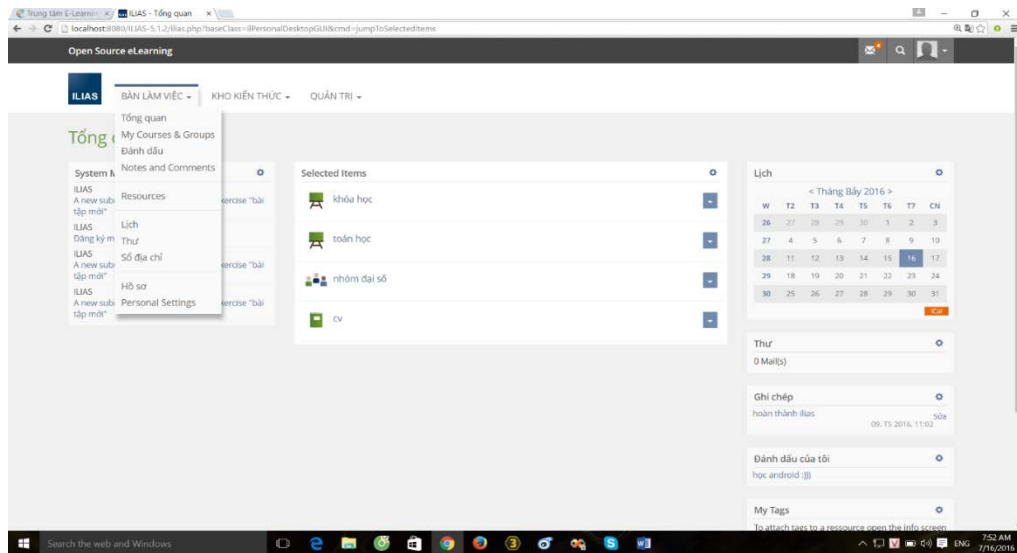 Trung tâm E-Learning
ILIAS - Tổng quan
localhost:8080/ILIAS-5.1.2/ilias.php?baseClass=ilPersonalDesktopGUI&cmd=jumpToSelectedItems
Open Source eLearning
4
ILIAS
BÀN LÀM VIỆC
KHO KIẾN THỨC
QUẢN TRỊ
Tổng quan
My Courses & Groups
Đánh dấu
Notes and Comments
Resources
Lịch
Thư
Sổ địa chỉ
Hồ sơ
Personal Settings
Tổng
System
ILIAS
A new "bài
tập mới"
ILIAS
Đăng ký
ILIAS
A new "bài
tập mới"
ILIAS
A new "bài
tập mới"
Selected Items
khóa học
toán học
nhóm đại số
cv
Lịch
< Tháng Bảy 2016 >
W T2 T3 T4 T5 T6 T7 CN
26 27 28 29 30 1 2 3
27 4 5 6 7 8 9 10
28 11 12 13 14 15 16 17
29 18 19 20 21 22 23 24
30 25 26 27 28 29 30 31
iCal
Thư
0 Mail(s)
Ghi chép
hoàn thành ilias
Sửa
09. T5 2016, 11:02
Đánh dấu của tôi
học android :)))
My Tags
To attach tags to a ressource open the info screen
Search the web and Windows
ENG
7:52 AM
7/16/2016